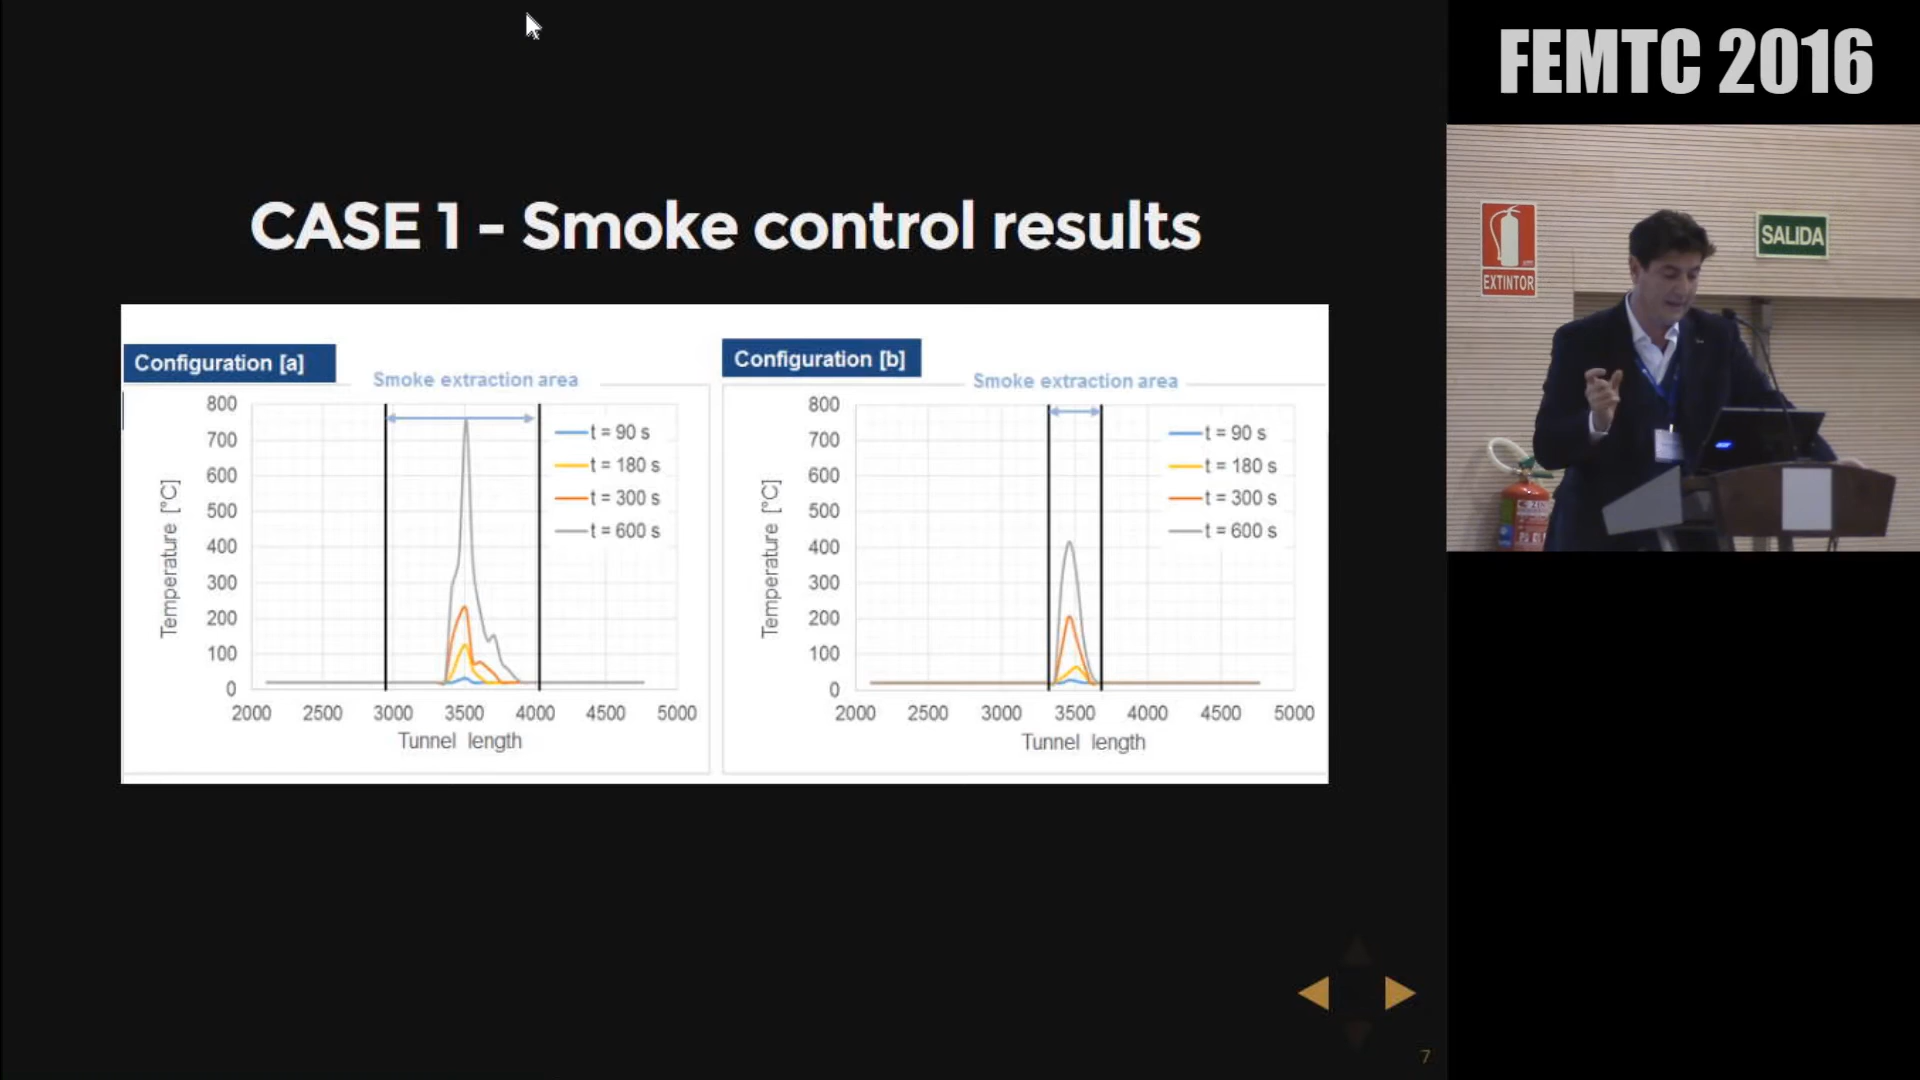 FEMTC 2016
CASE 1 - Smoke control results
Configuration [a]
Smoke extraction area
800
700
600
500
400
300
200
100
0
Temperature [°C]
t = 90 s
t = 180 s
t = 300 s
t = 600 s
2000 2500 3000 3500 4000 4500 5000
Tunnel length
Configuration [b]
Smoke extraction area
800
700
600
500
400
300
200
100
0
Temperature [°C]
t = 90 s
t = 180 s
t = 300 s
t = 600 s
2000 2500 3000 3500 4000 4500 5000
Tunnel length
7
EXTINTOR
SALIDA